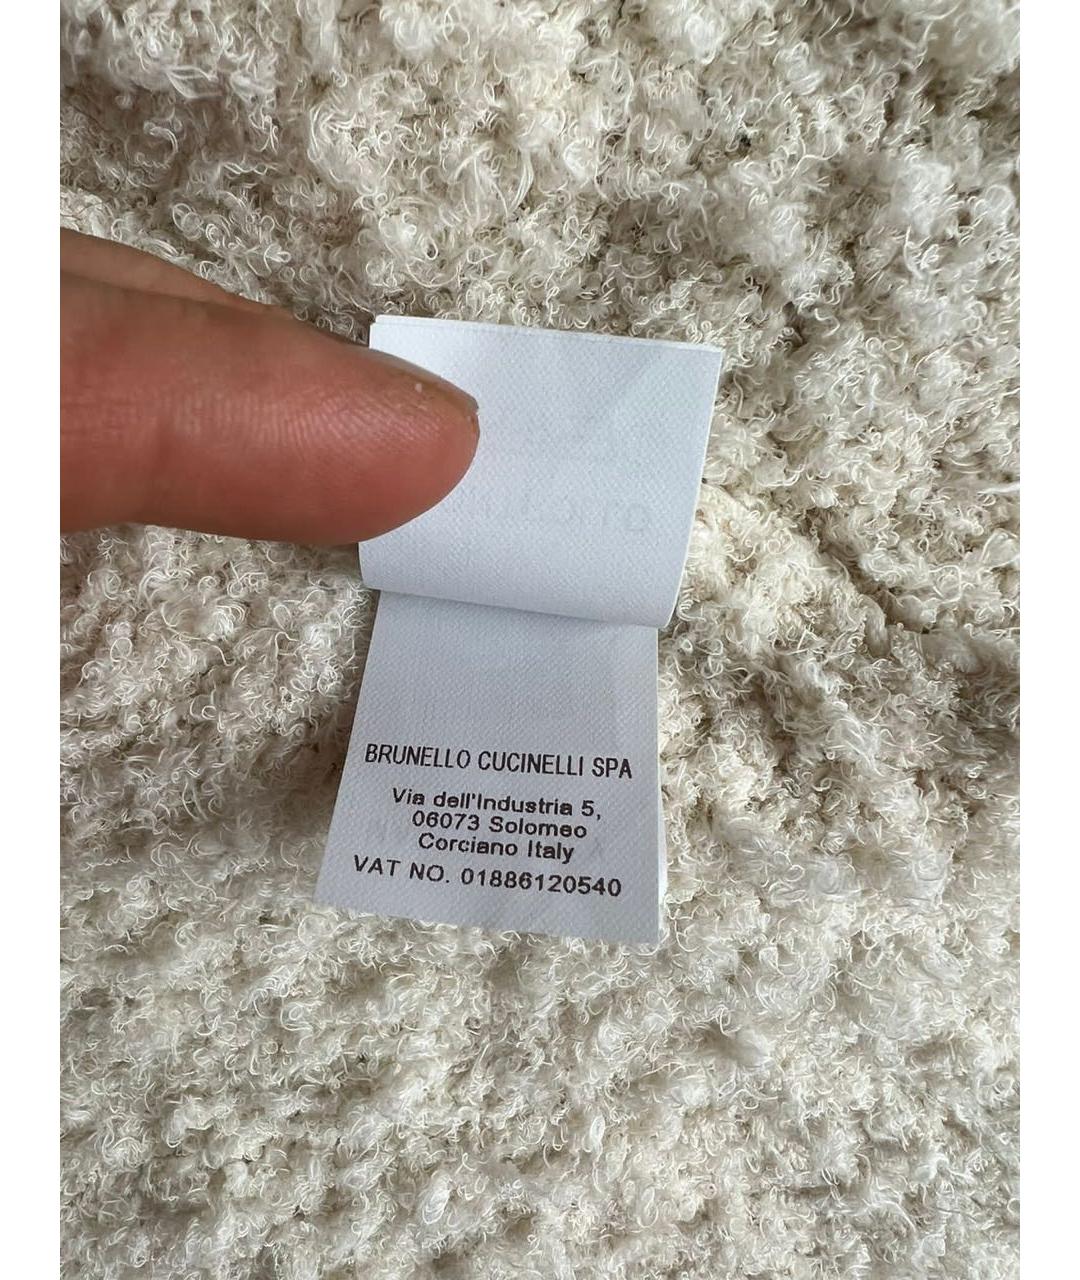 BRUNELLO CUCINELLI SPA
Via dell'Industria 5,
06073 Solomeo
Corciano Italy
VAT NO. 01886120540